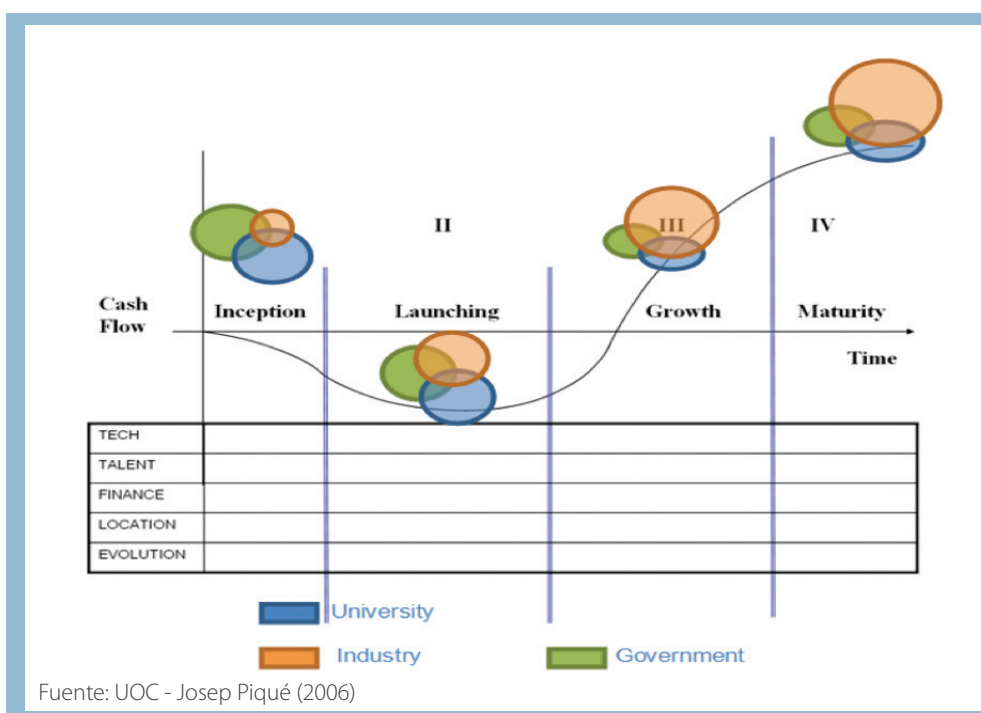 II
III
IV
Cash
Flow
Inception
Launching
Growth
Maturity
Time
TECH
TALENT
FINANCE
LOCATION
EVOLUTION
University
Industry
Government
Fuente: UOC - Josep Piqué (2006)